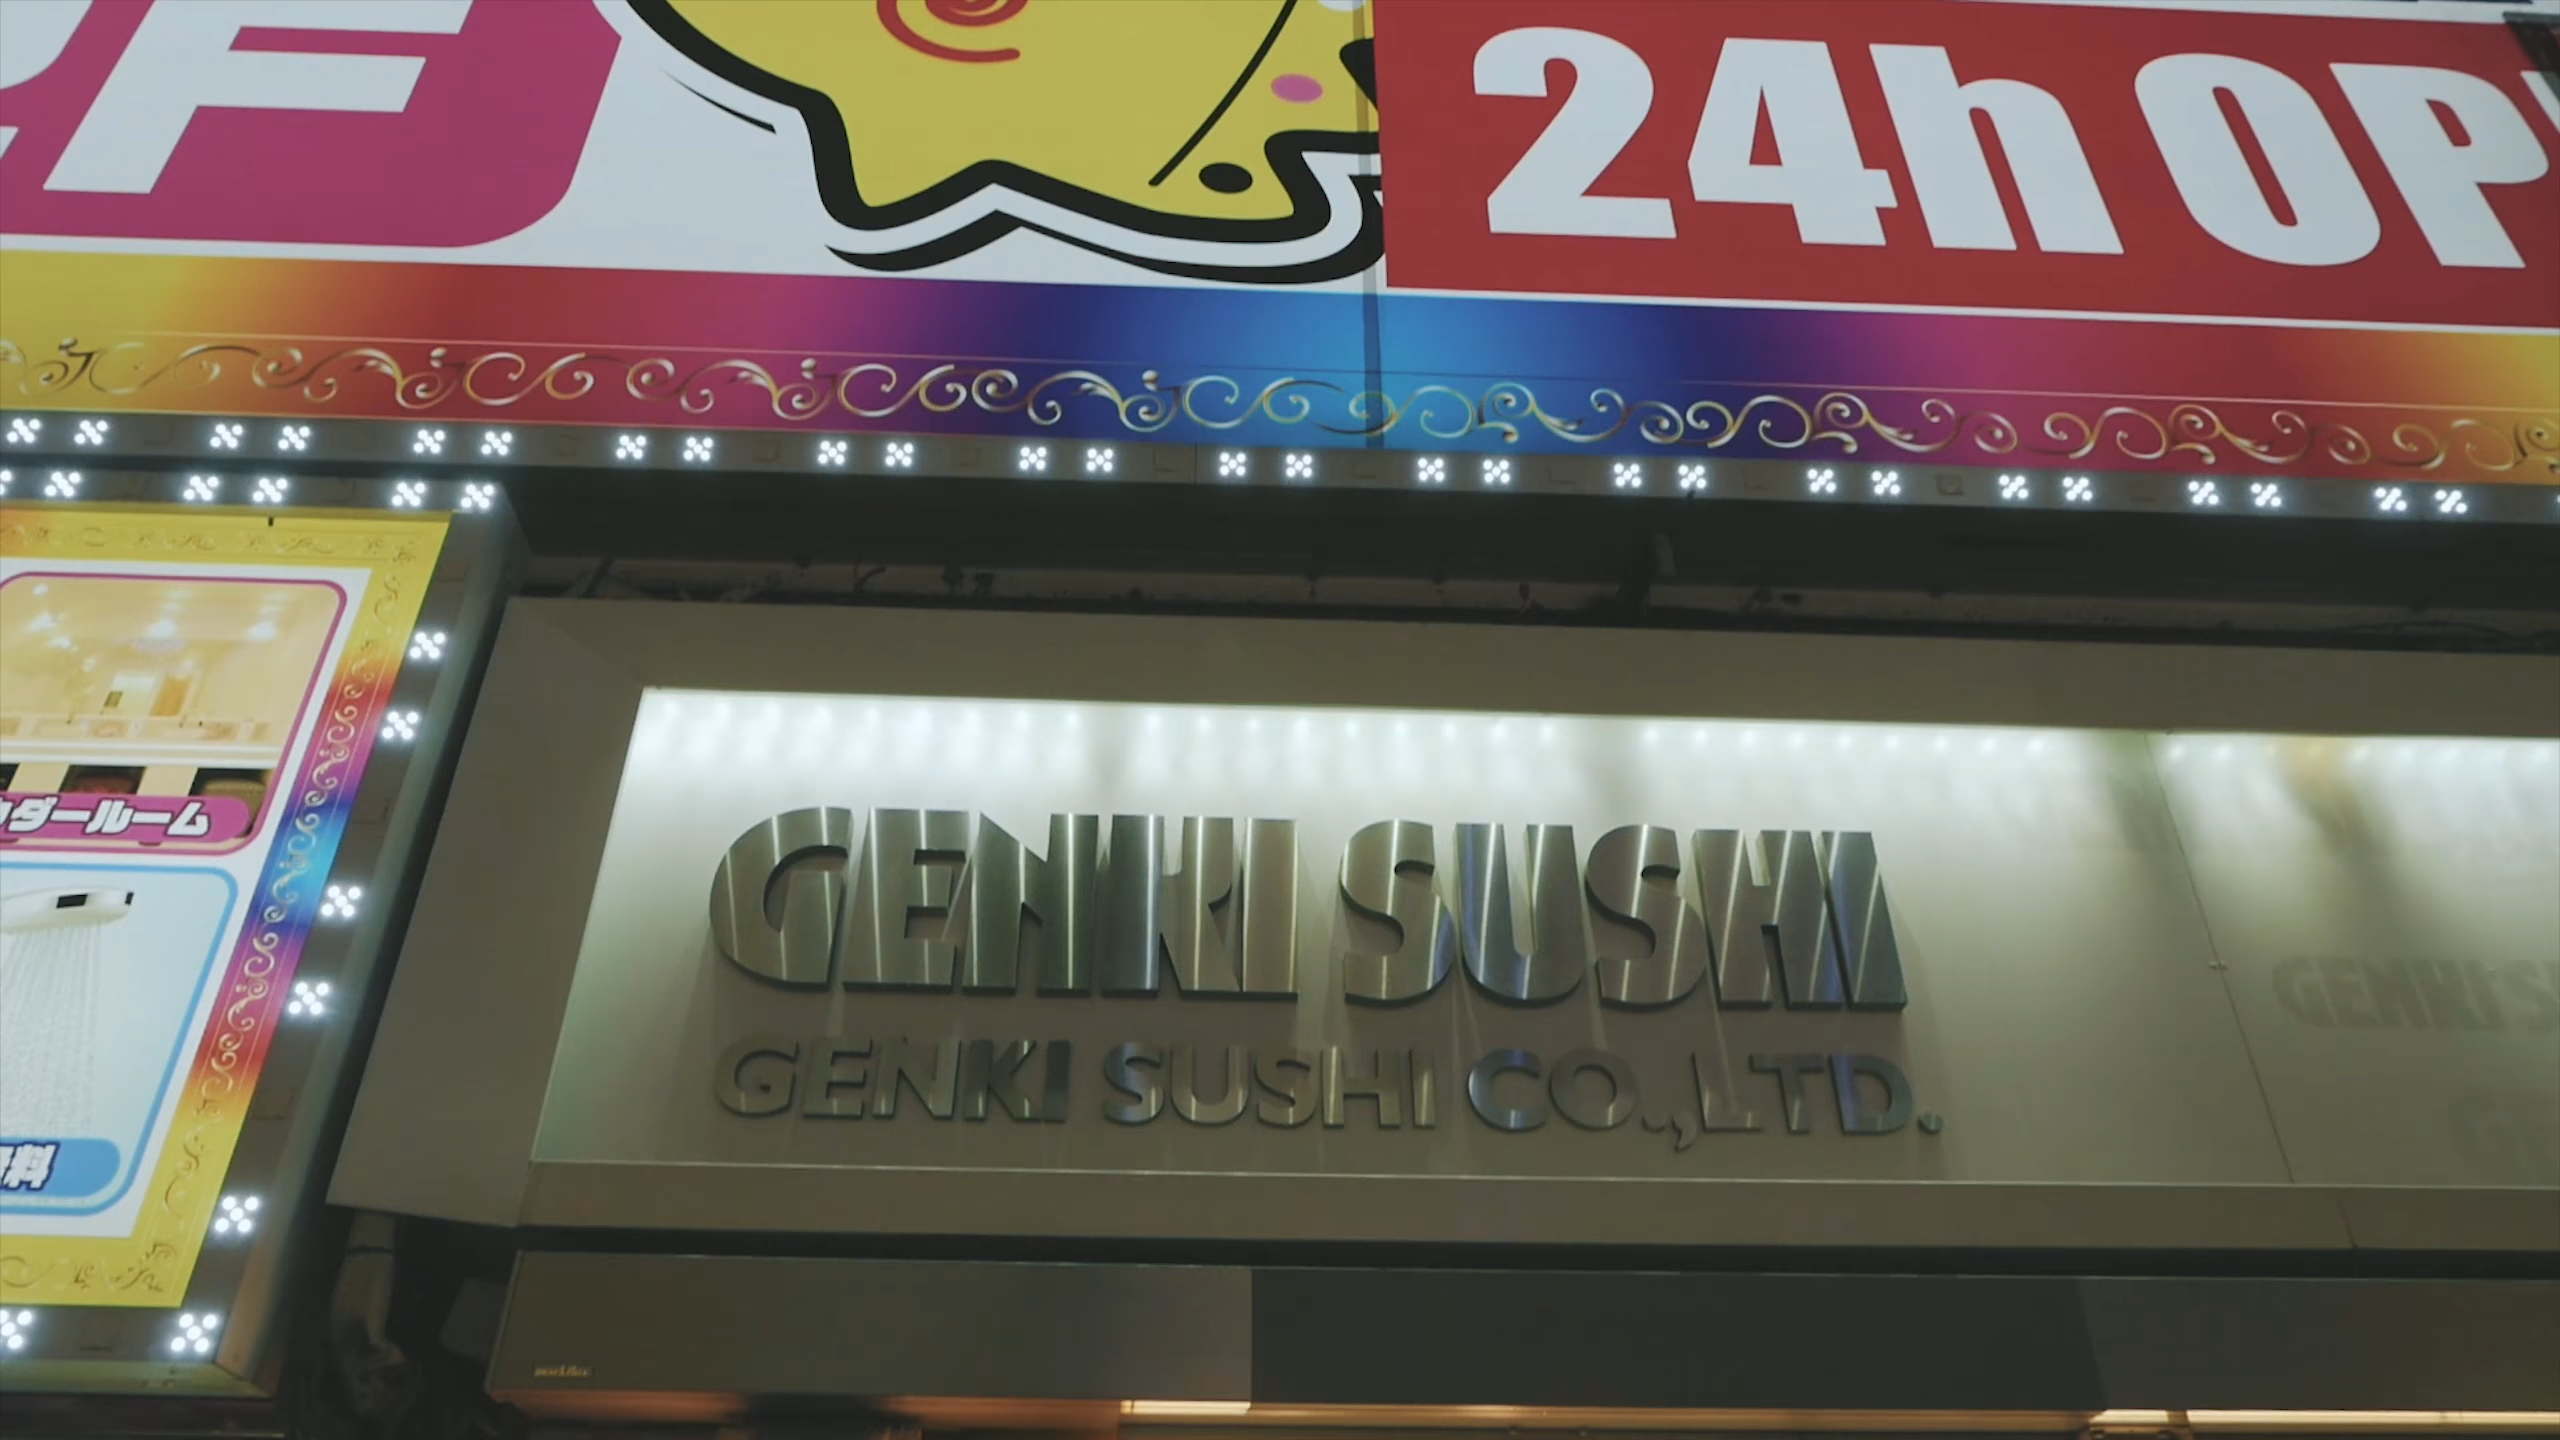 24h OP
GENKI SUSHI
GENKI SUSHI CO.,LTD.
ダールーム
料